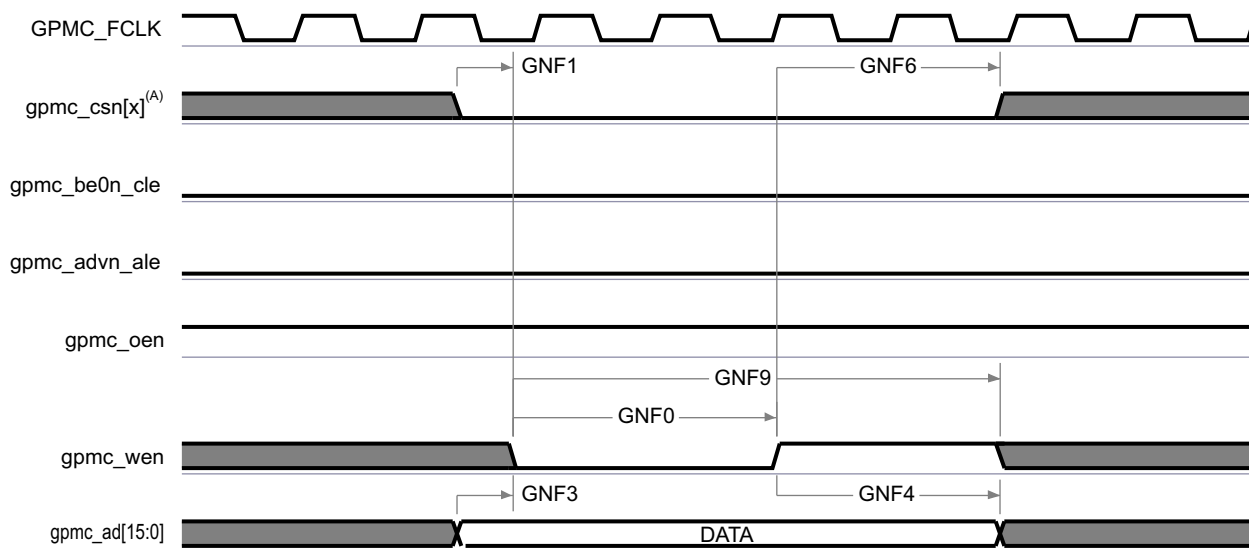 GPMC_FCLK
GNF1
GNF6
gpmc_csn[x](A)
gpmc_be0n_cle
gpmc_advn_ale
gpmc_oen
GNF9
GNF0
gpmc_wen
GNF3
GNF4
gpmc_ad[15:0]
DATA